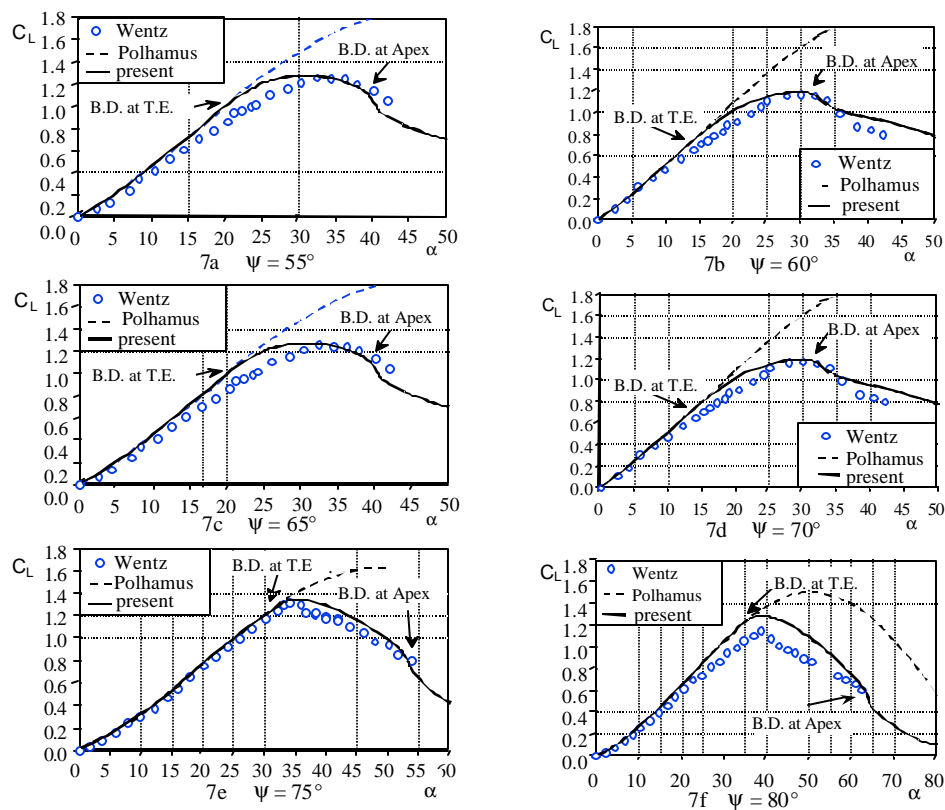 C_L
1.8
1.6
1.4
1.2
1.0
0.8
0.6
0.4
0.2
0.2
Wentz
Polhamus
present
B.D. at Apex
B.D. at T.E.
0 5 10 15 20 25 30 35 40 45 50
7a ψ = 55° α
C_L
1.8
1.6
1.4
1.2
1.0
0.8
0.6
0.4
0.2
0.0
B.D. at Apex
B.D. at T.E.
Wentz
Polhamus
present
0 5 10 15 20 25 30 35 40 45 50
7b ψ = 60° α
C_L
1.8
1.6
1.4
1.2
1.0
0.8
0.6
0.4
0.2
0.0
Wentz
Polhamus
present
B.D. at Apex
B.D. at T.E.
0 5 10 15 20 25 30 35 40 45 50
7c ψ = 65° α
C_L
1.8
1.6
1.4
1.2
1.0
0.8
0.6
0.4
0.2
0.0
B.D. at Apex
B.D. at T.E.
Wentz
Polhamus
present
0 5 10 15 20 25 30 35 40 45 50
7d ψ = 70° α
C_L
1.8
1.6
1.4
1.2
1.0
0.8
0.6
0.4
0.2
0.0
Wentz
Polhamus
present
B.D. at T.E
B.D. at Apex
0 5 10 15 20 25 30 35 40 45 55
7e ψ = 75° α
C_L
1.8
1.6
1.4
1.2
1.0
0.8
0.6
0.4
0.2
0.0
Wentz
Polhamus
present
B.D. at T.E.
B.D. at Apex
0 10 20 30 40 50 60 70 80
7f ψ = 80° α